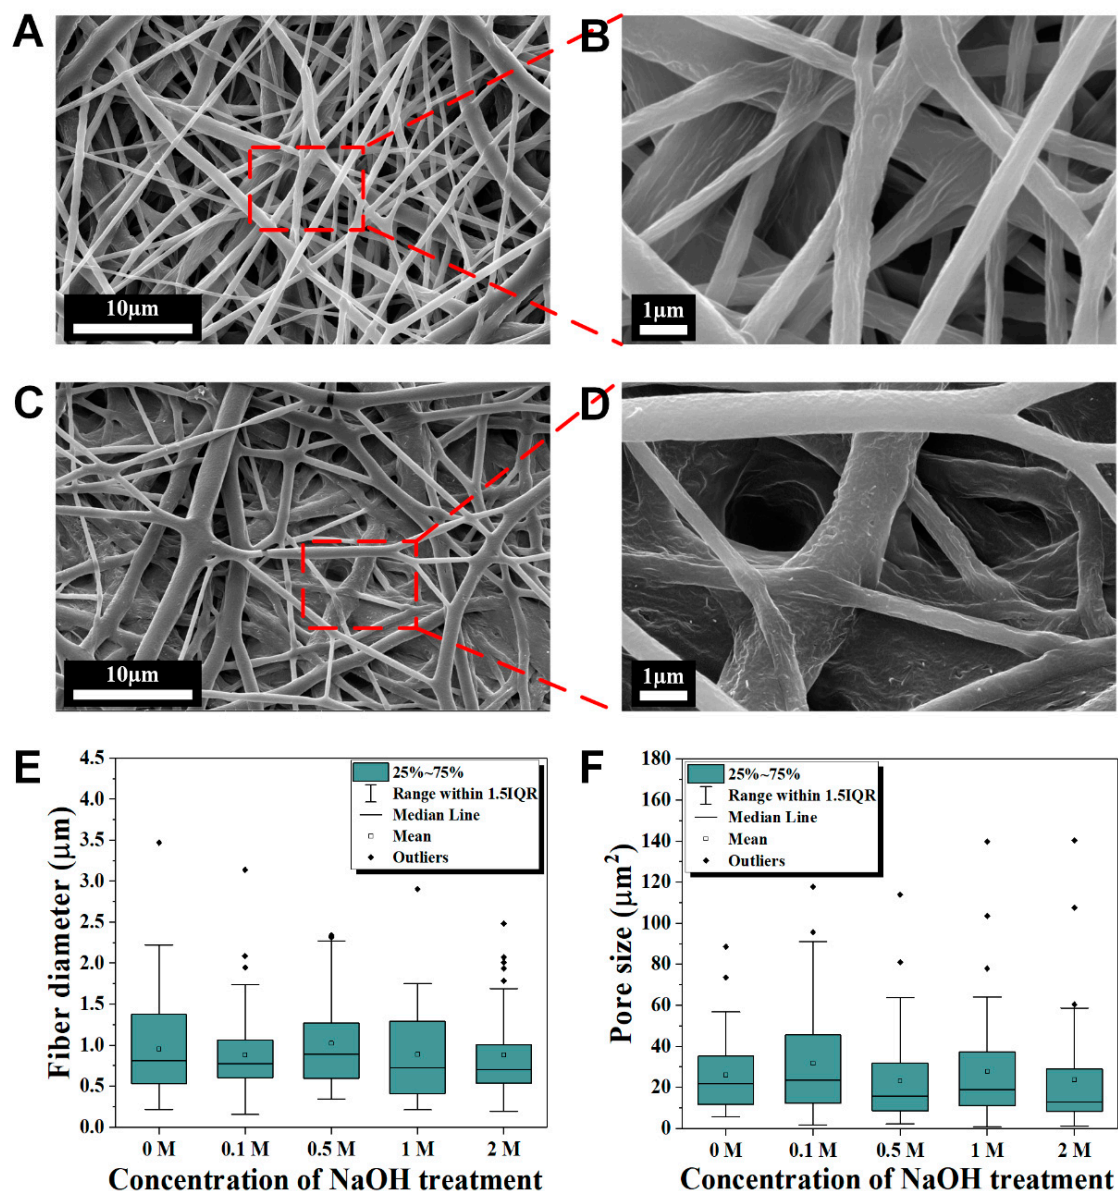 A
B
10μm
1μm
C
D
10μm
1μm
E
4.5
4.0
3.5
3.0
2.5
2.0
1.5
1.0
0.5
0.0
Fiber diameter (μm)
25%~75%
Range within 1.5IQR
Median Line
Mean
Outliers
0 M
0.1 M
0.5 M
1 M
2 M
Concentration of NaOH treatment
F
180
160
140
120
100
80
60
40
20
0
Pore size (μm²)
25%~75%
Range within 1.5IQR
Median Line
Mean
Outliers
0 M
0.1 M
0.5 M
1 M
2 M
Concentration of NaOH treatment